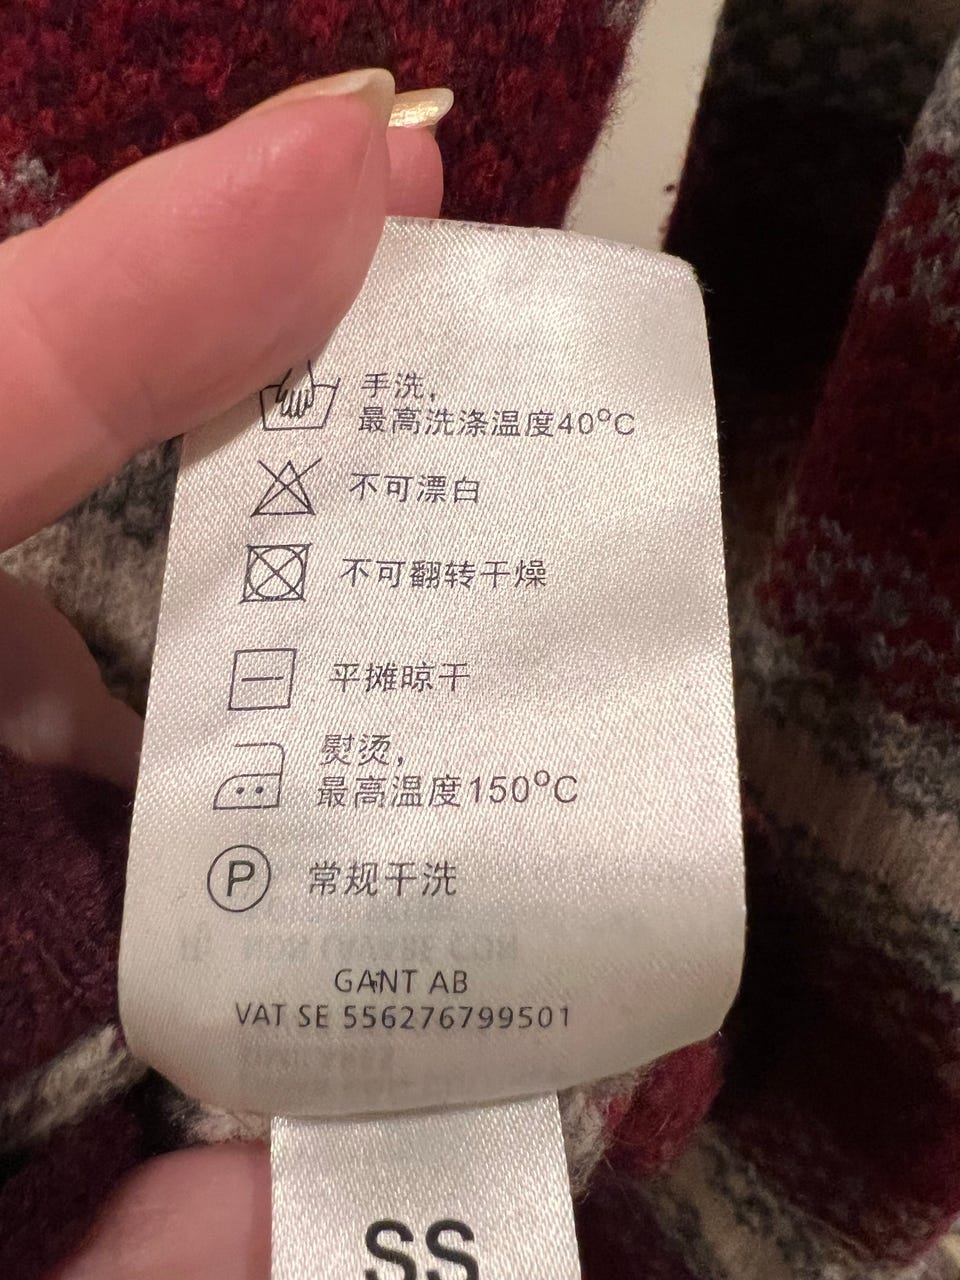 手洗，
最高洗涤温度40°C
不可漂白
不可翻转干燥
平摊晾干
熨烫，
最高温度150°C
P 常规干洗
GANT AB
VAT SE 556276799501
SS